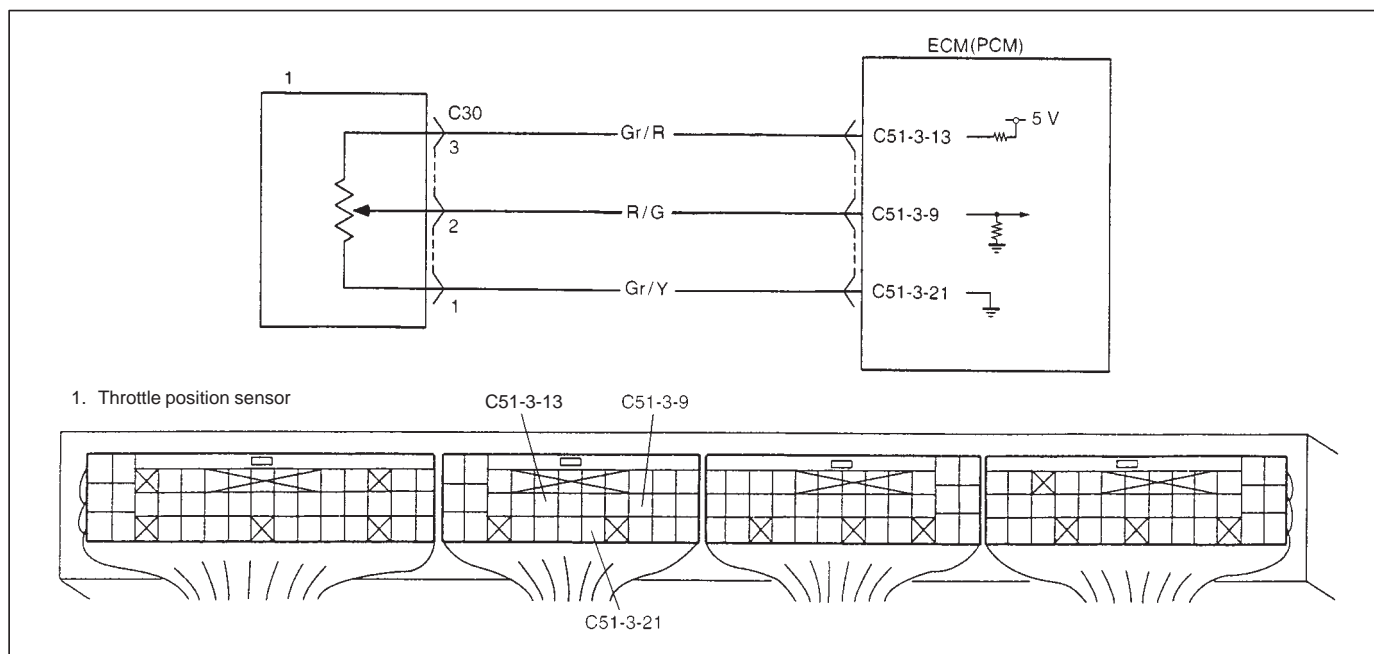 ECM(PCM)
1
C30
Gr/R
C51-3-13
5 V
3
R/G
C51-3-9
2
Gr/Y
C51-3-21
1
1. Throttle position sensor
C51-3-13
C51-3-9
C51-3-21